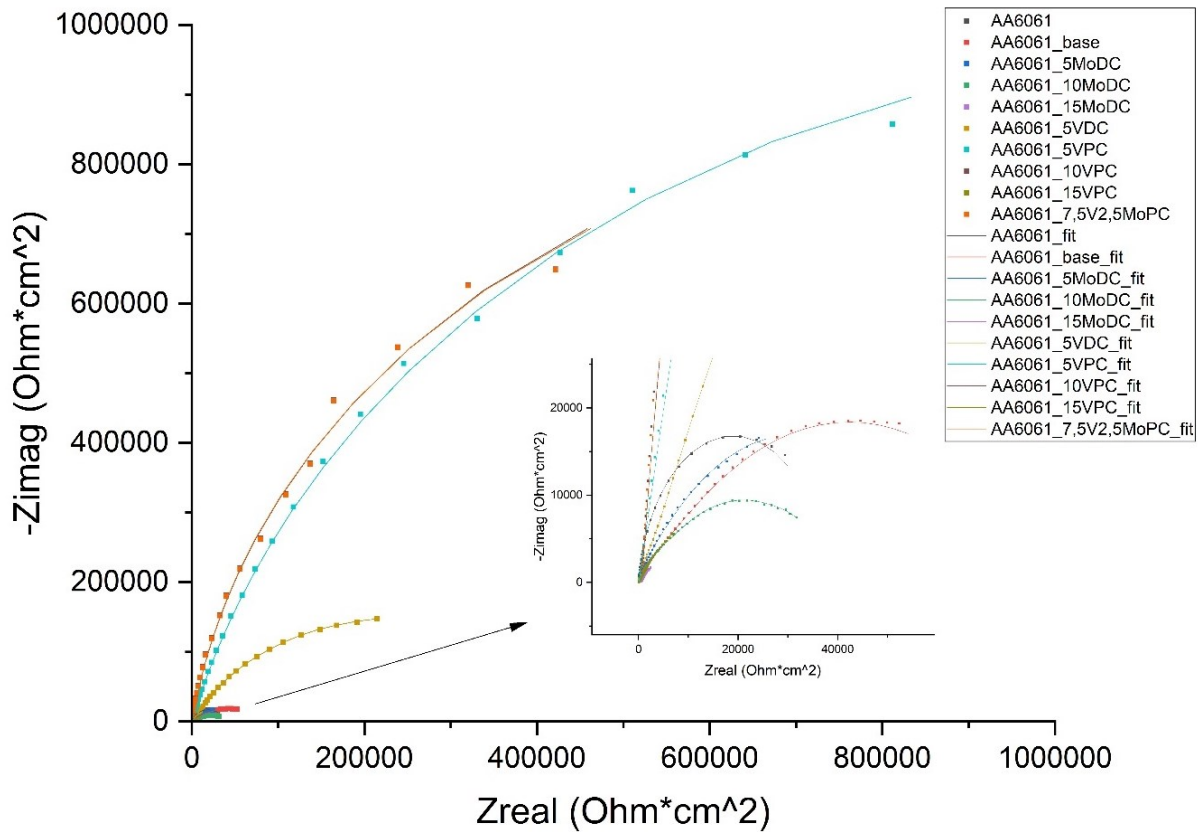 1000000
800000
600000
400000
200000
0
-Zimag (Ohm*cm^2)
0 200000 400000 600000 800000 1000000
Zreal (Ohm*cm^2)
20000
10000
0
-Zimag (Ohm*cm^2)
0 20000 40000
Zreal (Ohm*cm^2)
AA6061
AA6061_base
AA6061_5MoDC
AA6061_10MoDC
AA6061_15MoDC
AA6061_5VDC
AA6061_5VPC
AA6061_10VPC
AA6061_15VPC
AA6061_7,5V2,5MoPC
AA6061_fit
AA6061_base_fit
AA6061_5MoDC_fit
AA6061_10MoDC_fit
AA6061_15MoDC_fit
AA6061_5VDC_fit
AA6061_5VPC_fit
AA6061_10VPC_fit
AA6061_15VPC_fit
AA6061_7,5V2,5MoPC_fit